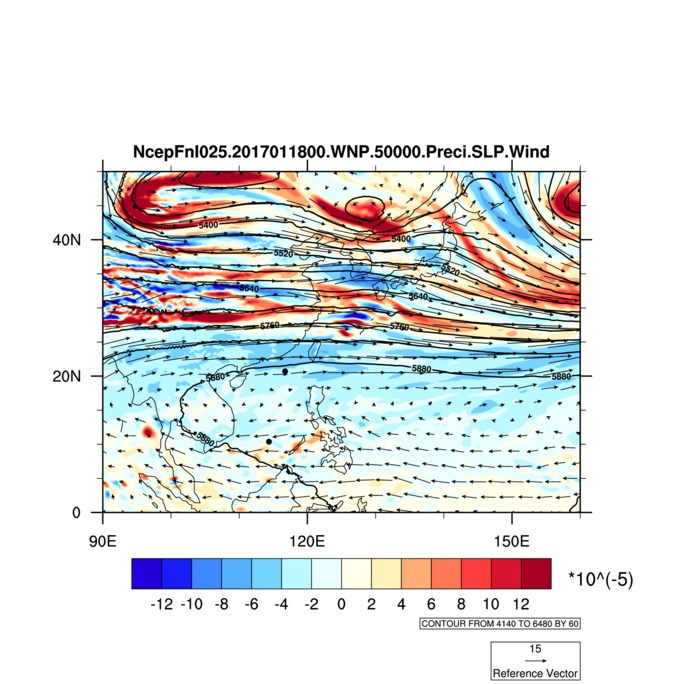 NcepFnl025.2017011800.WNP.50000.Preci.SLP.Wind
5400
5400
40N
5520
5520
5640
5640
5760
5760
20N
5880
5880
5880
5880
0
90E 120E 150E
*10^(-5)
-12 -10 -8 -6 -4 -2 0 2 4 6 8 10 12
CONTOUR FROM 4140 TO 6480 BY 60
15
Reference Vector